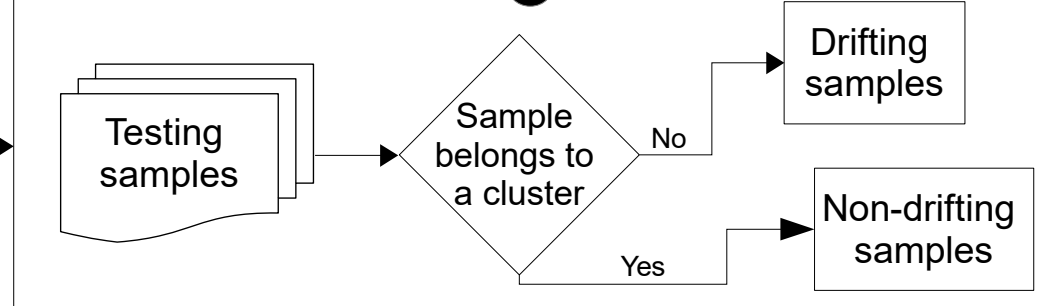 Testing
samples
Sample
belongs to
a cluster
No
Drifting
samples
Yes
Non-drifting
samples